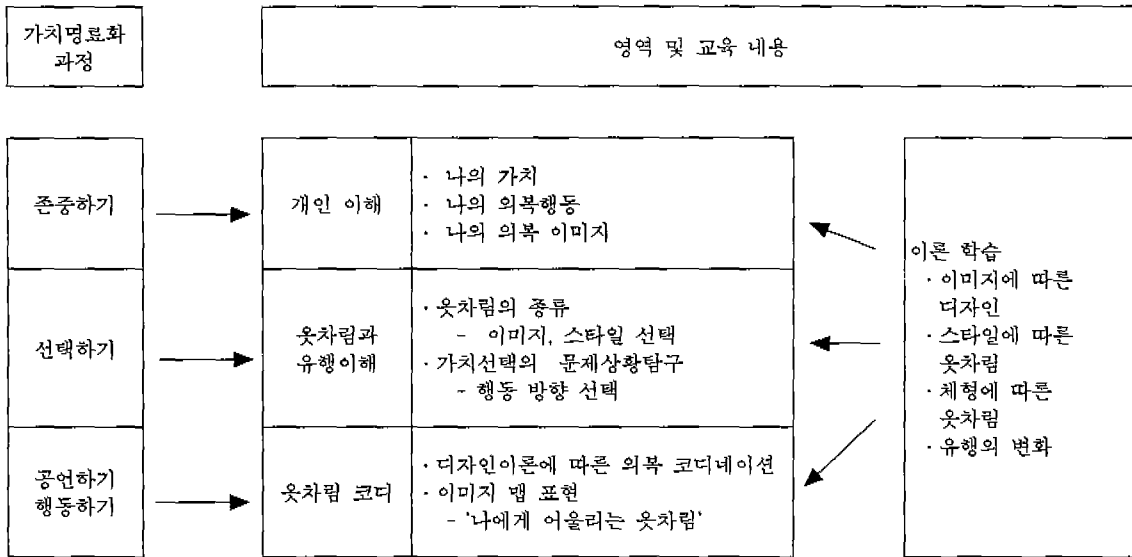 가치명료화
과정
영역 및 교육 내용
존중하기
개인 이해
· 나의 가치
· 나의 의복행동
· 나의 의복 이미지
선택하기
옷차림과
유행이해
· 옷차림의 종류
- 이미지, 스타일 선택
· 가치선택의 문제상황탐구
- 행동 방향 선택
공언하기
행동하기
옷차림 코디
· 디자인이론에 따른 의복 코디네이션
· 이미지 맵 표현
- '나에게 어울리는 옷차림'
이론 학습
· 이미지에 따른
디자인
· 스타일에 따른
옷차림
· 체형에 따른
옷차림
· 유행의 변화